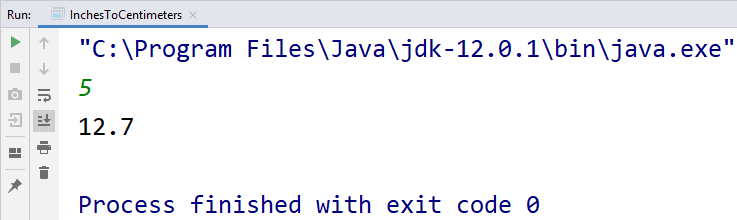 Run: InchesToCentimeters
"C:\Program Files\Java\jdk-12.0.1\bin\java.exe"
5
12.7
Process finished with exit code 0